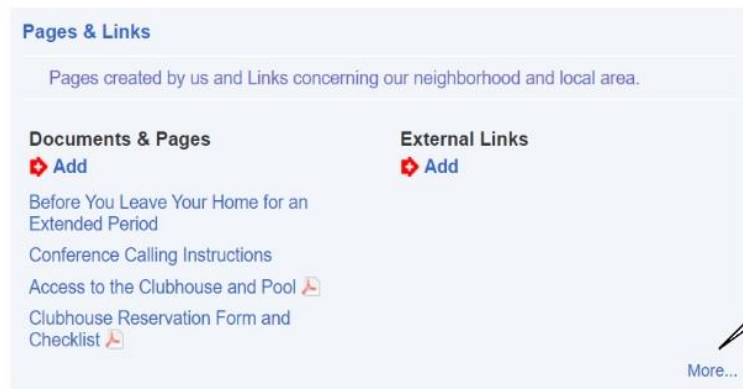 Pages & Links
Pages created by us and Links concerning our neighborhood and local area.
Documents & Pages
Add
Before You Leave Your Home for an
Extended Period
Conference Calling Instructions
Access to the Clubhouse and Pool
Clubhouse Reservation Form and
Checklist
External Links
Add
More...